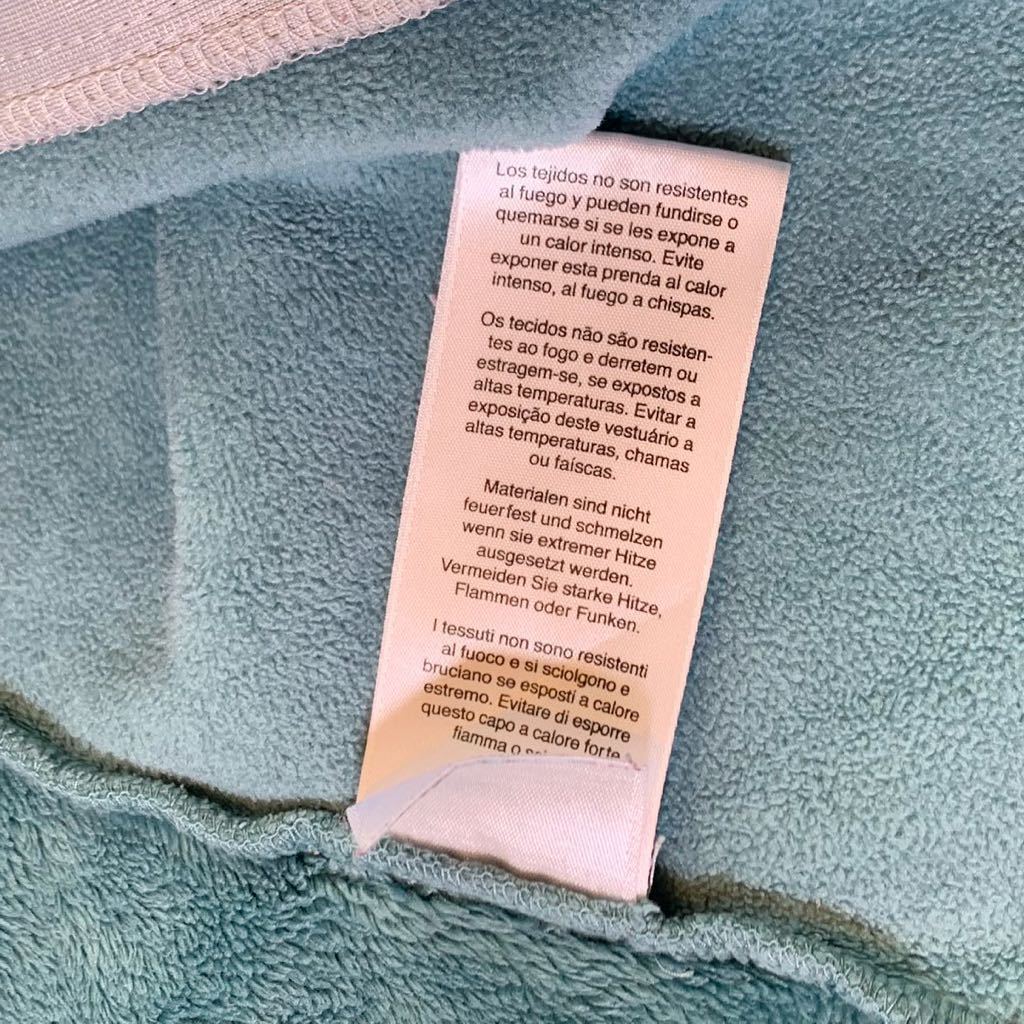 Los tejidos no son resistentes
al fuego y pueden fundirse o
quemarse si se les expone a
un calor intenso. Evite
exponer esta prenda al calor
intenso, al fuego a chispas.
Os tecidos não são resisten-
tes ao fogo e derretem ou
estragem-se, se expostos a
altas temperaturas. Evitar a
exposição deste vestuário a
altas temperaturas, chamas
ou faíscas.
Materialen sind nicht
feuerfest und schmelzen
wenn sie extremer Hitze
ausgesetzt werden.
Vermeiden Sie starke Hitze,
Flammen oder Funken.
I tessuti non sono resistenti
al fuoco e si sciolgono e
bruciano se esposti a calore
estremo. Evitare di esporre
questo capo a calore forte
fiamma o